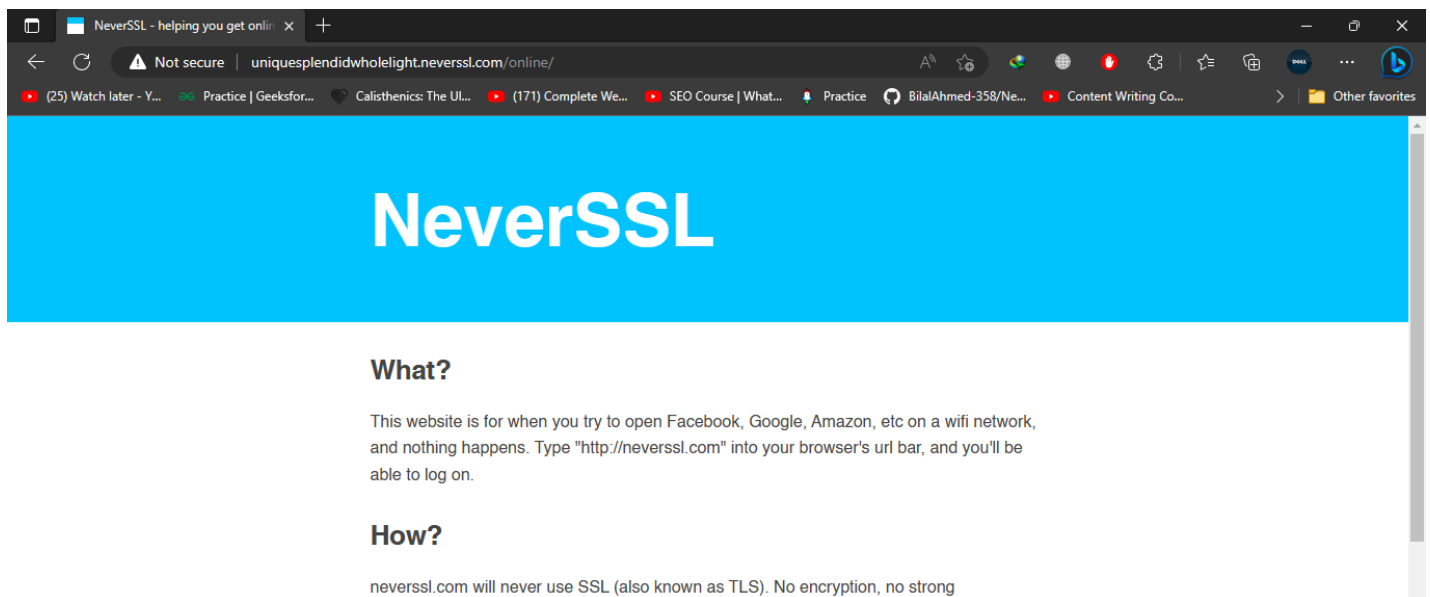 NeverSSL - helping you get onlin
Not secure uniquesplendidwholelight.neverssl.com/online/
(25) Watch later - Y... Practice | Geeksfor... Calisthenics: The Ul... (171) Complete We... SEO Course | What... Practice BilalAhmed-358/Ne... Content Writing Co... Other favorites
NeverSSL
What?
This website is for when you try to open Facebook, Google, Amazon, etc on a wifi network,
and nothing happens. Type "http://neverssl.com" into your browser's url bar, and you'll be
able to log on.
How?
neverssl.com will never use SSL (also known as TLS). No encryption, no strong